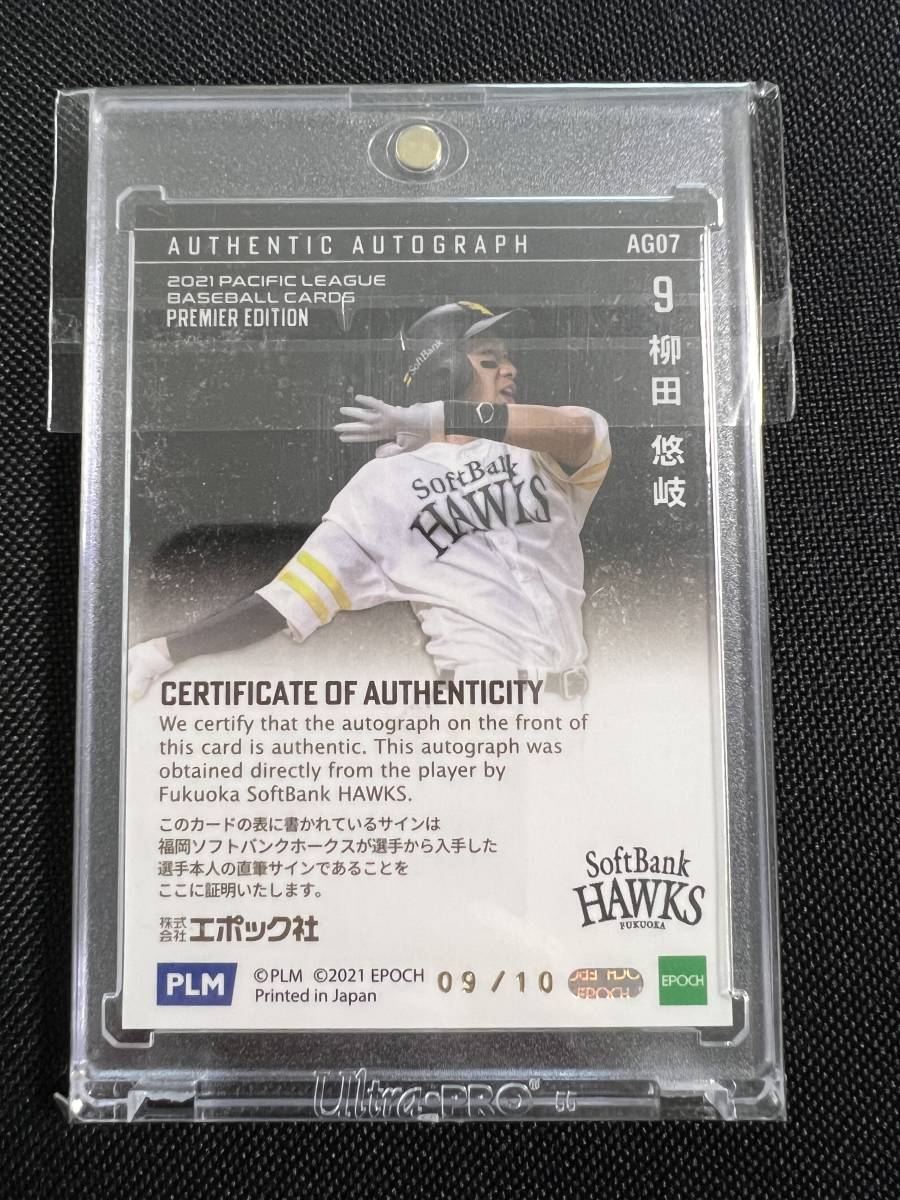 AUTHENTIC AUTOGRAPH AG07
2021 PACIFIC LEAGUE
BASEBALL CARDS
PREMIER EDITION
9
柳田 悠岐
SoftBank
SoftBank
HAWKS
CERTIFICATE OF AUTHENTICITY
We certify that the autograph on the front of
this card is authentic. This autograph was
obtained directly from the player by
Fukuoka SoftBank HAWKS.
このカードの表に書かれているサインは
福岡ソフトバンクホークスが選手から入手した
選手本人の直筆サインであることを
ここに証明いたします。
株式会社エポック社
SoftBank
HAWKS
FUKUOKA
PLM
©PLM ©2021 EPOCH
Printed in Japan
09/10
EPOCH
EPOCH
Ultra-PRO